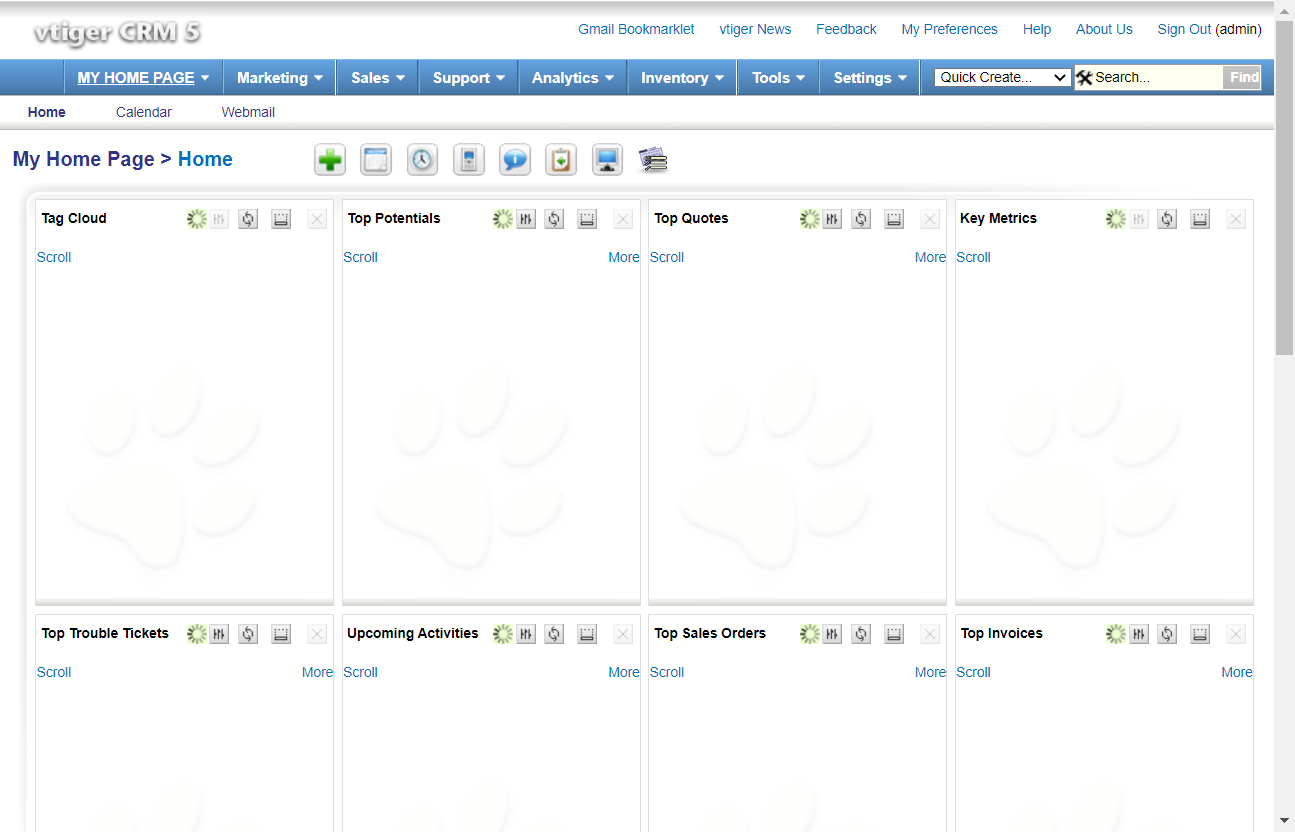 vtiger CRM 5
Gmail Bookmarklet vtiger News Feedback My Preferences Help About Us Sign Out (admin)
MY HOME PAGE Marketing Sales Support Analytics Inventory Tools Settings Quick Create... Search... Find
Home Calendar Webmail
My Home Page > Home
Tag Cloud Top Potentials Top Quotes Key Metrics
Scroll Scroll More Scroll More Scroll
Top Trouble Tickets Upcoming Activities Top Sales Orders Top Invoices
Scroll More Scroll More Scroll More Scroll More